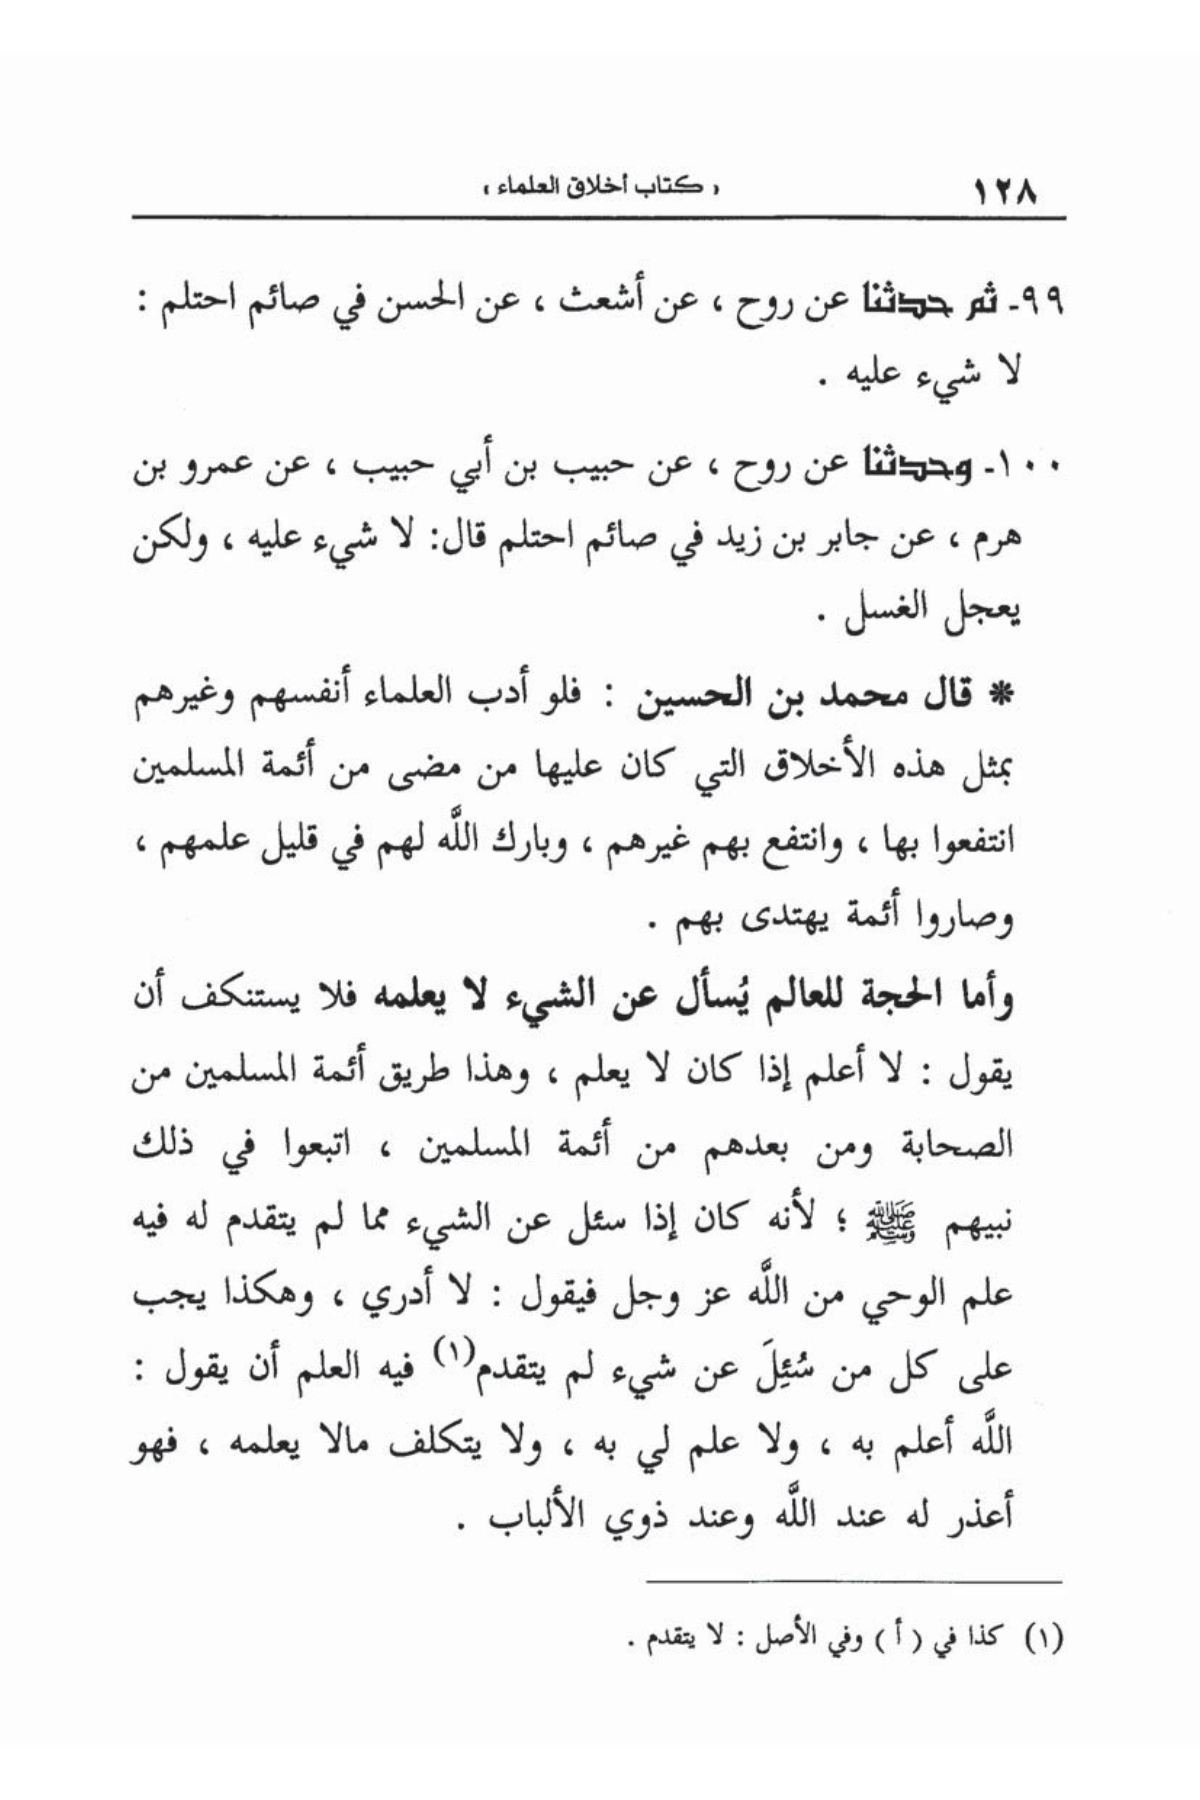 ١٢٨ « كتاب أخلاق العلماء »
٩٩- ثم حدثنا عن روح ، عن أشعث ، عن الحسن في صائم احتلم :
لا شيء عليه .
١٠٠- وحدثنا عن روح ، عن حبيب بن أبي حبيب ، عن عمرو بن
هرم ، عن جابر بن زيد في صائم احتلم قال: لا شيء عليه ، ولكن
يعجل الغسل .
* قال محمد بن الحسين : فلو أدب العلماء أنفسهم وغيرهم
بمثل هذه الأخلاق التي كان عليها من مضى من أئمة المسلمين
انتفعوا بها ، وانتفع بهم غيرهم ، وبارك اللَّه لهم في قليل علمهم ،
وصاروا أئمة يهتدى بهم .
وأما الحجة للعالم يُسأل عن الشيء لا يعلمه فلا يستنكف أن
يقول : لا أعلم إذا كان لا يعلم ، وهذا طريق أئمة المسلمين من
الصحابة ومن بعدهم من أئمة المسلمين ، اتبعوا في ذلك
نبيهم ﷺ ؛ لأنه كان إذا سئل عن الشيء مما لم يتقدم له فيه
علم الوحي من اللَّه عز وجل فيقول : لا أدري ، وهكذا يجب
على كل من سُئِلَ عن شيء لم يتقدم(١) فيه العلم أن يقول :
اللَّه أعلم به ، ولا علم لي به ، ولا يتكلف مالا يعلمه ، فهو
أعذر له عند اللَّه وعند ذوي الألباب .
(١) كذا في ( أ ) وفي الأصل : لا يتقدم .